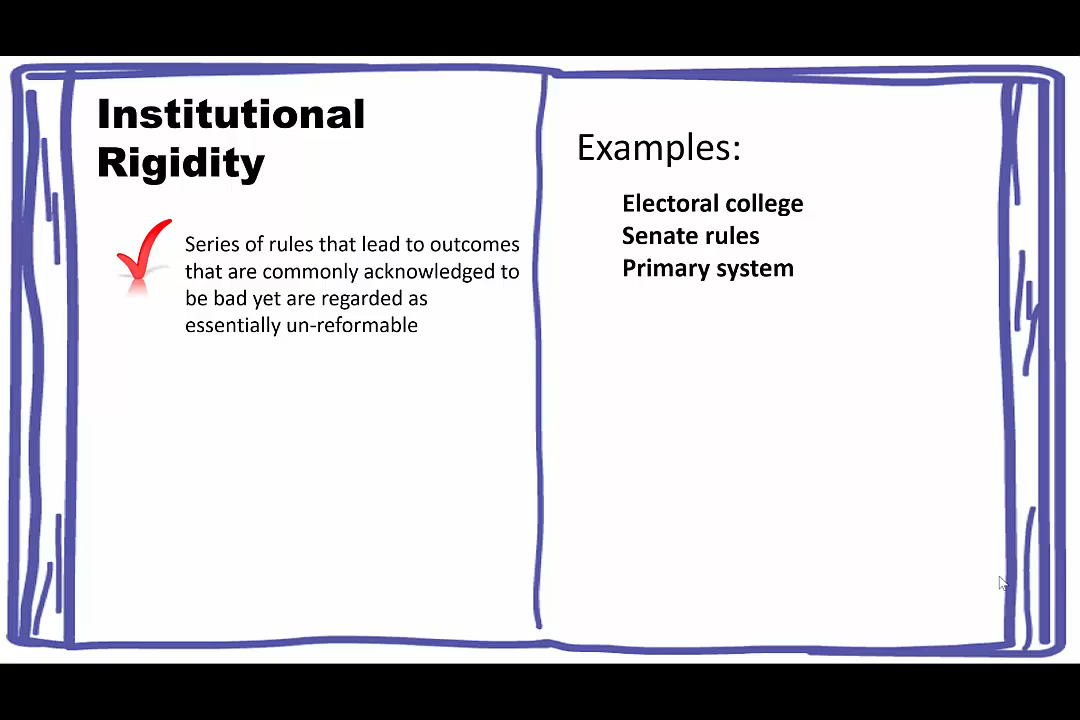 Institutional
Rigidity
Series of rules that lead to outcomes
that are commonly acknowledged to
be bad yet are regarded as
essentially un-reformable
Examples:
Electoral college
Senate rules
Primary system